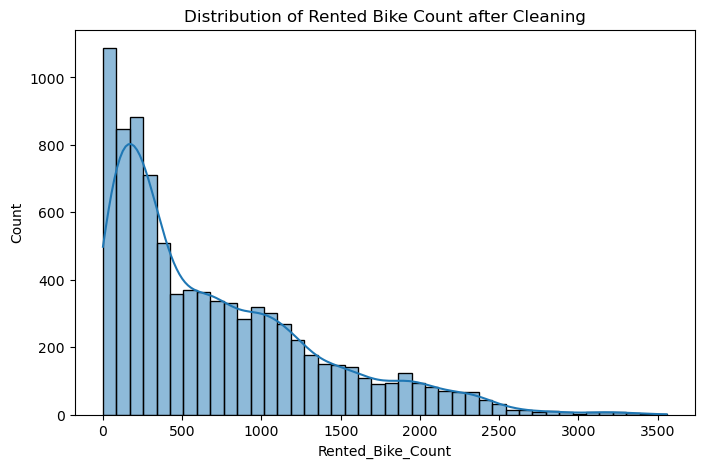 Distribution of Rented Bike Count after Cleaning
1000
800
600
400
200
0
Count
0 500 1000 1500 2000 2500 3000 3500
Rented_Bike_Count